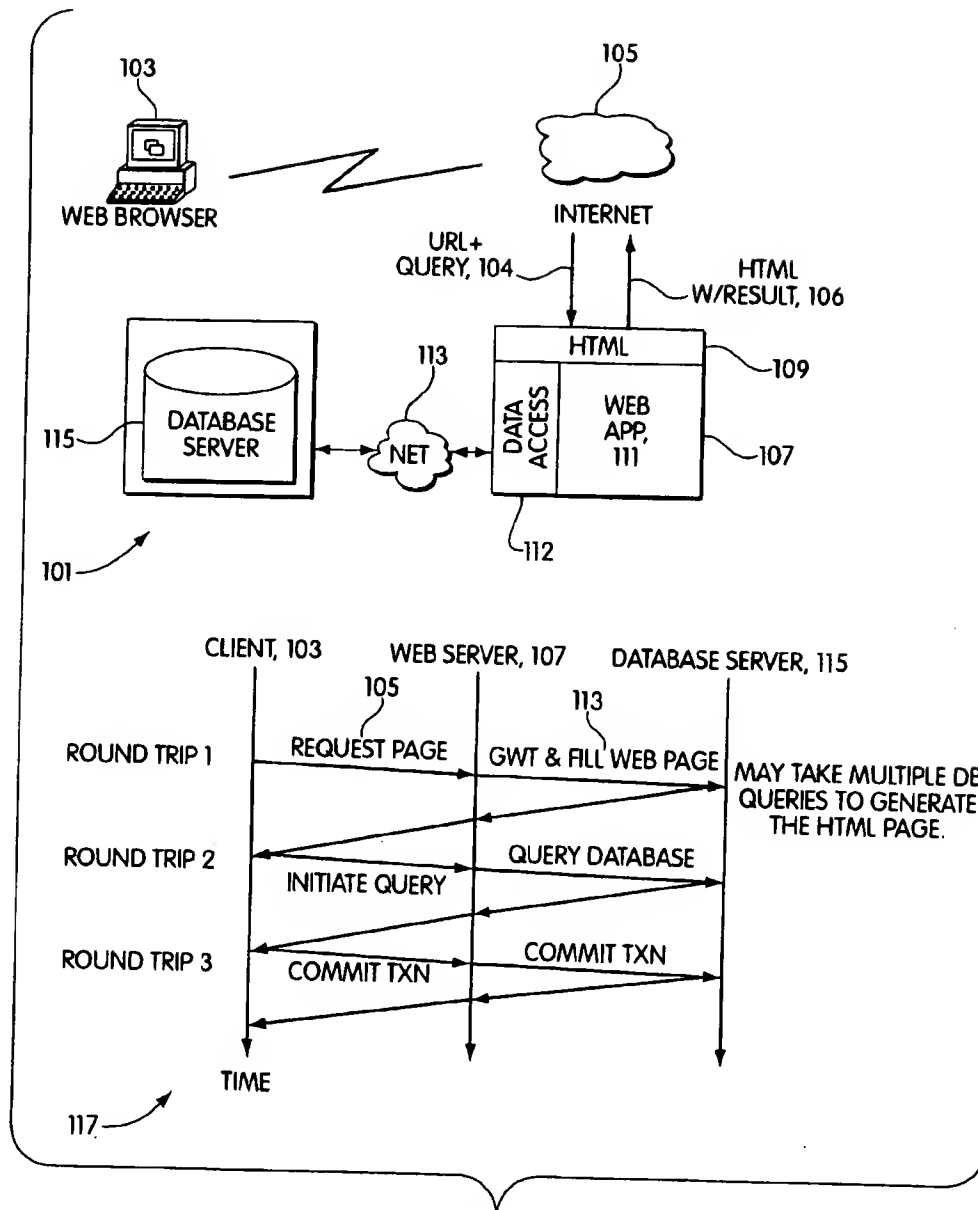 103
105
WEB BROWSER
INTERNET
URL+
QUERY, 104
HTML
W/RESULT, 106
HTML
109
113
115
DATABASE
SERVER
NET
DATA
ACCESS
WEB
APP,
111
107
112
101
CLIENT, 103
WEB SERVER, 107
DATABASE SERVER, 115
105
113
ROUND TRIP 1
REQUEST PAGE
GWT & FILL WEB PAGE
MAY TAKE MULTIPLE DB
QUERIES TO GENERATE
THE HTML PAGE.
ROUND TRIP 2
INITIATE QUERY
QUERY DATABASE
ROUND TRIP 3
COMMIT TXN
COMMIT TXN
TIME
117